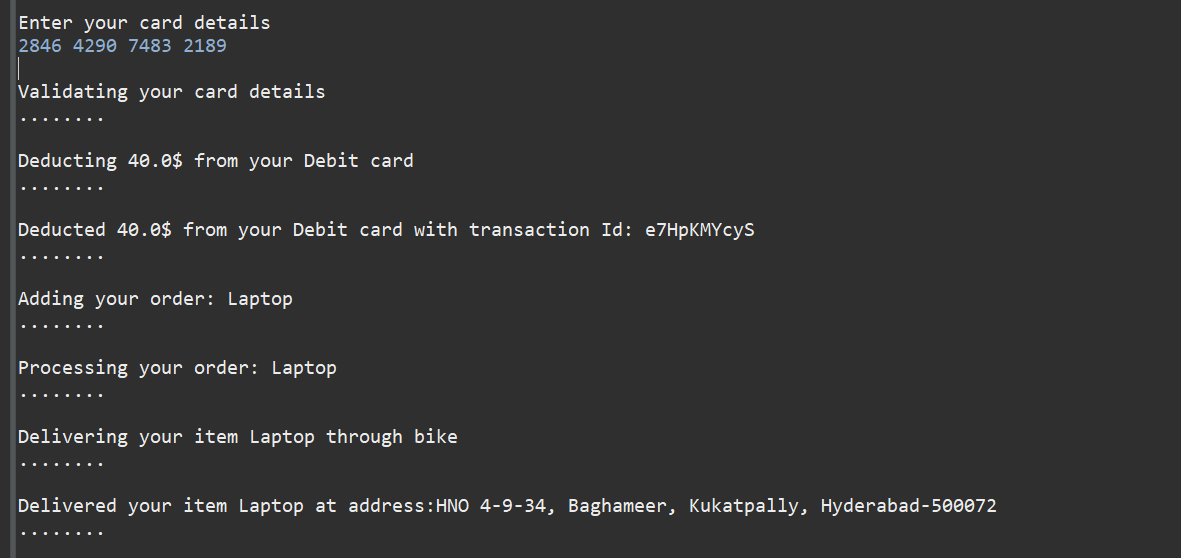 Enter your card details
2846 4290 7483 2189
Validating your card details
........
Deducting 40.0$ from your Debit card
........
Deducted 40.0$ from your Debit card with transaction Id: e7HpKMYcyS
........
Adding your order: Laptop
........
Processing your order: Laptop
........
Delivering your item Laptop through bike
........
Delivered your item Laptop at address:HNO 4-9-34, Baghameer, Kukatpally, Hyderabad-500072
........